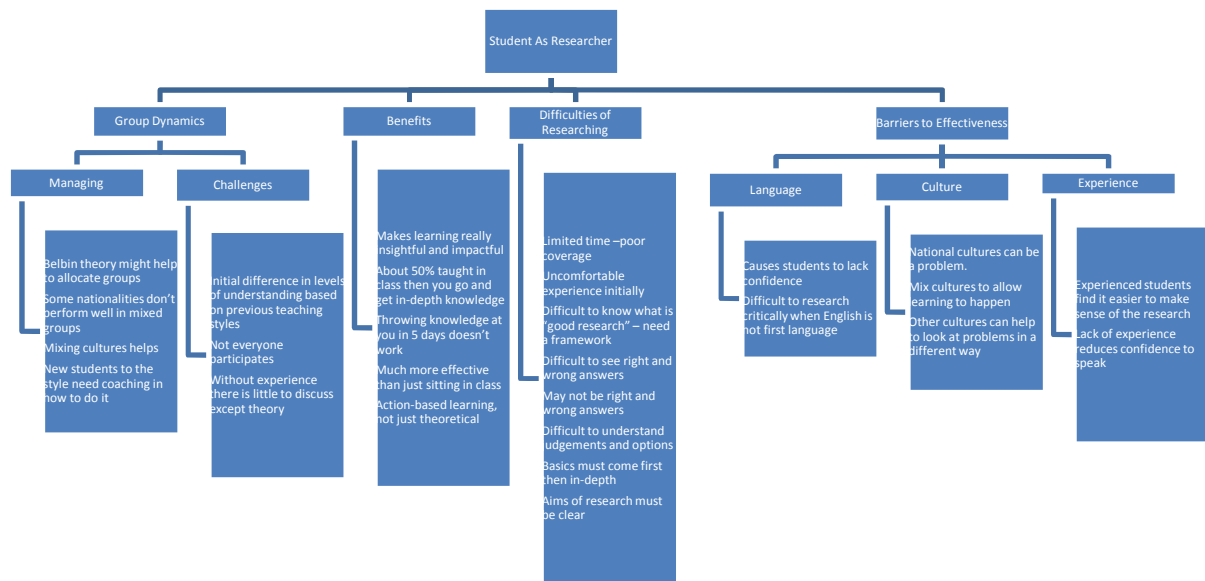 Student As Researcher
Group Dynamics
Benefits
Difficulties of
Researching
Barriers to Effectiveness
Managing
Challenges
Language
Culture
Experience
Belbin theory might help
to allocate groups
Some nationalities don't
perform well in mixed
groups
Mixing cultures helps
New students to the
style need coaching in
how to do it
Initial difference in levels
of understanding based
on previous teaching
styles
Not everyone
participates
Without experience
there is little to discuss
except theory
Makes learning really
insightful and impactful
About 50% taught in
class then you go and
get in-depth knowledge
Throwing knowledge at
you in 5 days doesn't
work
Much more effective
than just sitting in class
Action-based learning,
not just theoretical
Limited time –poor
coverage
Uncomfortable
experience initially
Difficult to know what is
"good research" – need
a framework
Difficult to see right and
wrong answers
May not be right and
wrong answers
Difficult to understand
judgements and options
Basics must come first
then in-depth
Aims of research must
be clear
Causes students to lack
confidence
Difficult to research
critically when English is
not first language
National cultures can be
a problem.
Mix cultures to allow
learning to happen
Other cultures can help
to look at problems in a
different way
Experienced students
find it easier to make
sense of the research
Lack of experience
reduces confidence to
speak